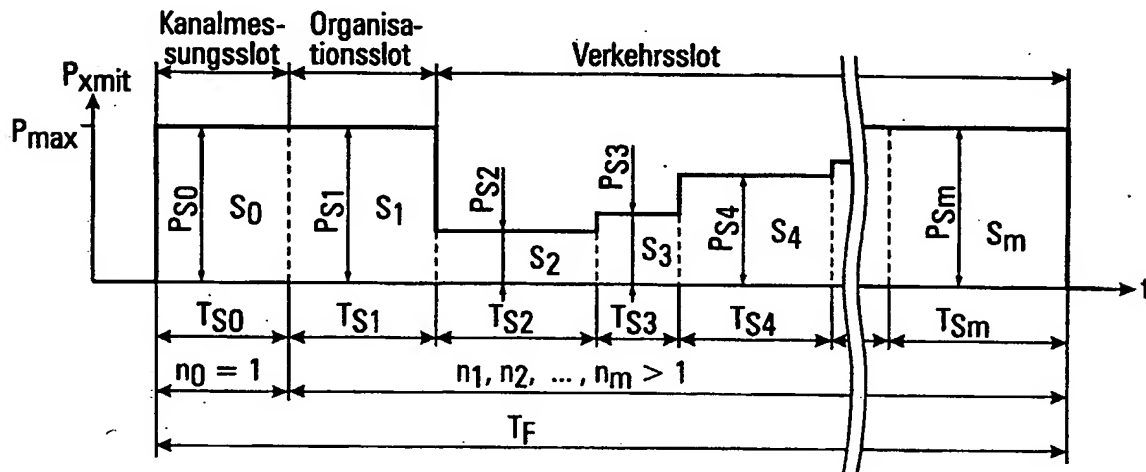 Kanalmes-
sungsslot
Organisa-
tionsslot
Verkehrsslot
Pxmit
Pmax
PS0
S0
PS1
S1
PS2
S2
PS3
S3
PS4
S4
PSm
Sm
t
TS0
TS1
TS2
TS3
TS4
TSm
n0 = 1
n1, n2, ..., nm > 1
TF